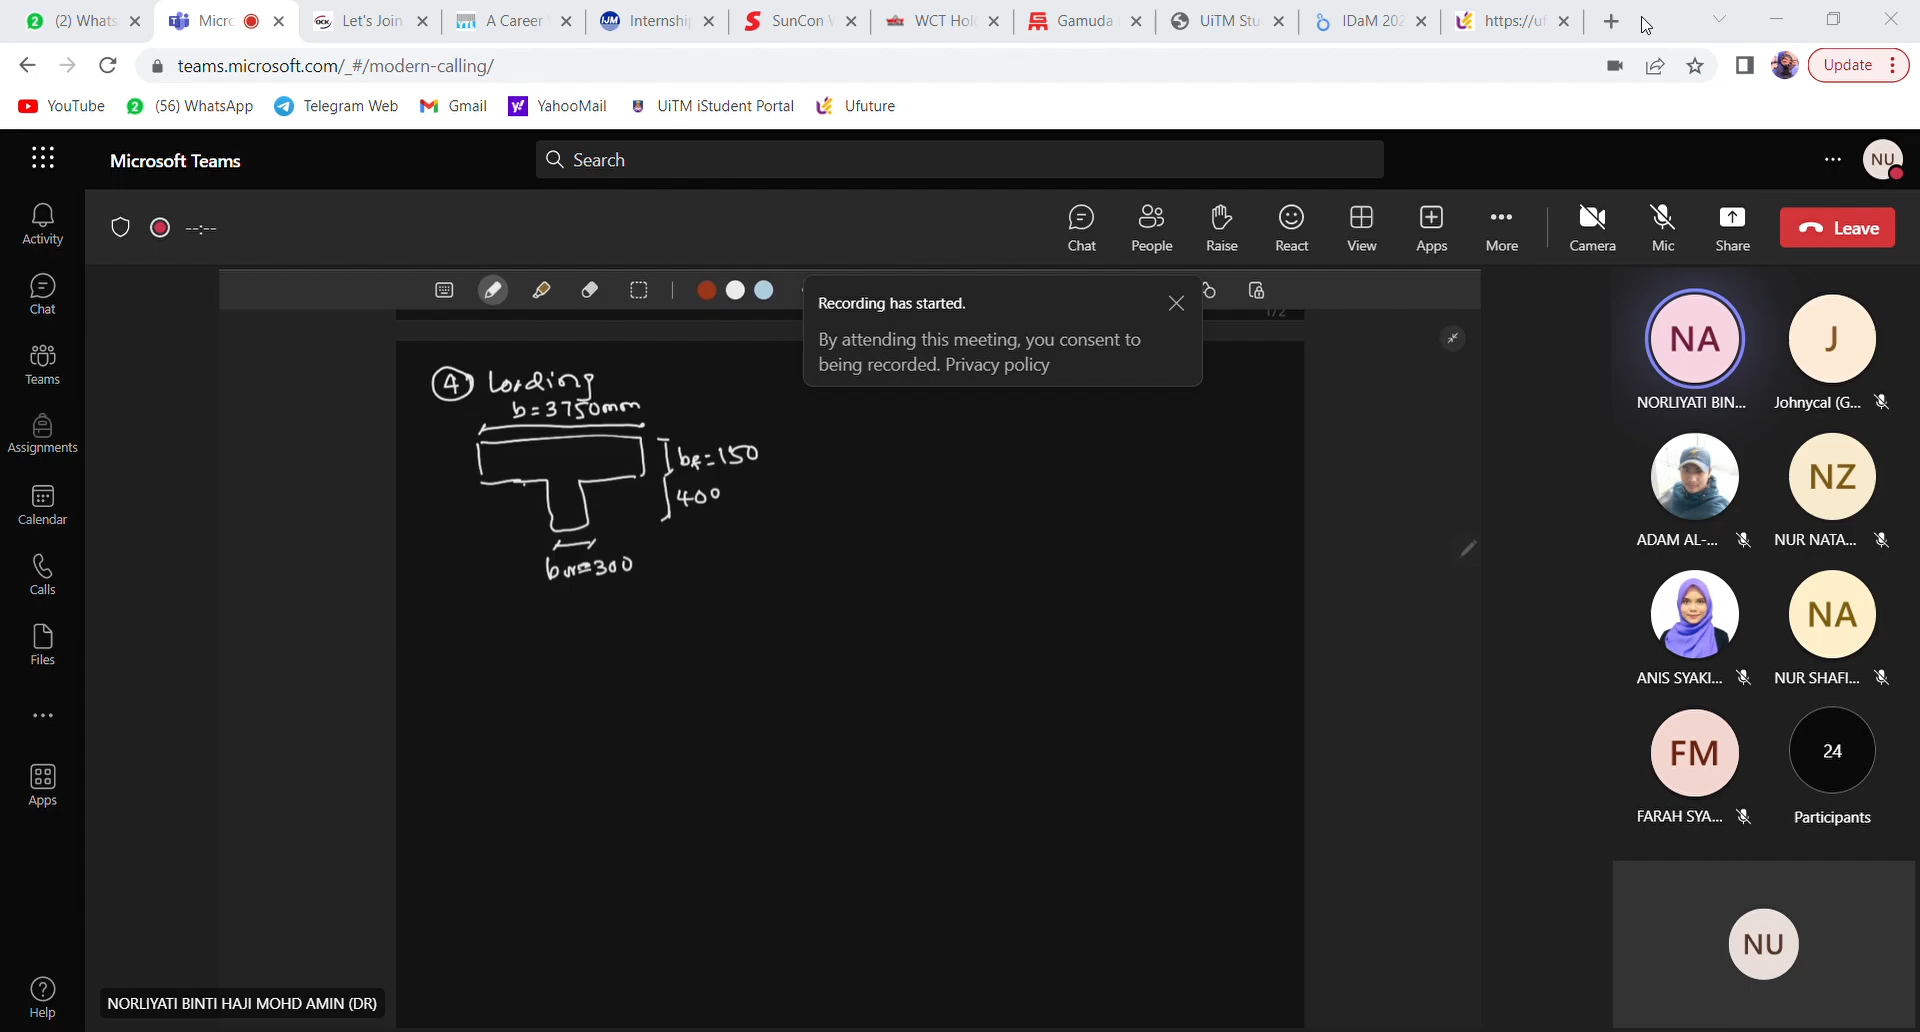 (2) Whats
Micro
Let's Join
A Career
Internshi
SunCon
WCT Hol
Gamuda
UiTM Stu
IDaM 202
https://uf
teams.microsoft.com/_#/modern-calling/
Update
YouTube
(56) WhatsApp
Telegram Web
Gmail
YahooMail
UiTM iStudent Portal
Ufuture
Microsoft Teams
Search
NU
Activity
Chat
Teams
Assignments
Calendar
Calls
Files
Apps
Help
--:--
Chat
People
Raise
React
View
Apps
More
Camera
Mic
Share
Leave
Recording has started.
By attending this meeting, you consent to
being recorded. Privacy policy
1/2
4 Loading
b=3750mm
bf=150
400
bw=300
NA
NORLIYATI BIN...
J
Johnycal (G...
ADAM AL-...
NZ
NUR NATA...
ANIS SYAKI...
NA
NUR SHAFI...
FM
FARAH SYA...
24
Participants
NU
NORLIYATI BINTI HAJI MOHD AMIN (DR)